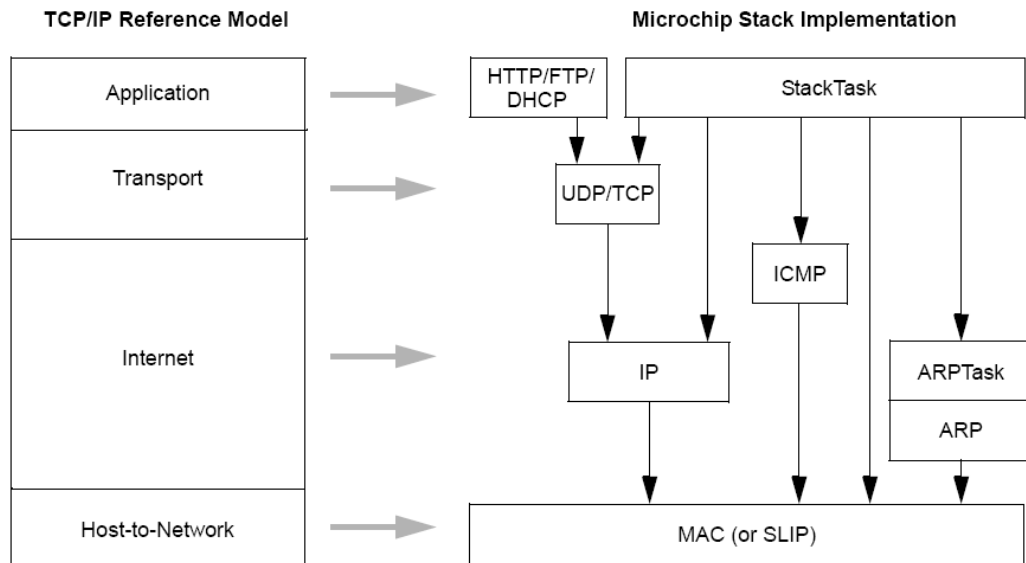 TCP/IP Reference Model
Microchip Stack Implementation
Application
HTTP/FTP/
DHCP
StackTask
Transport
UDP/TCP
ICMP
Internet
IP
ARPTask
ARP
Host-to-Network
MAC (or SLIP)